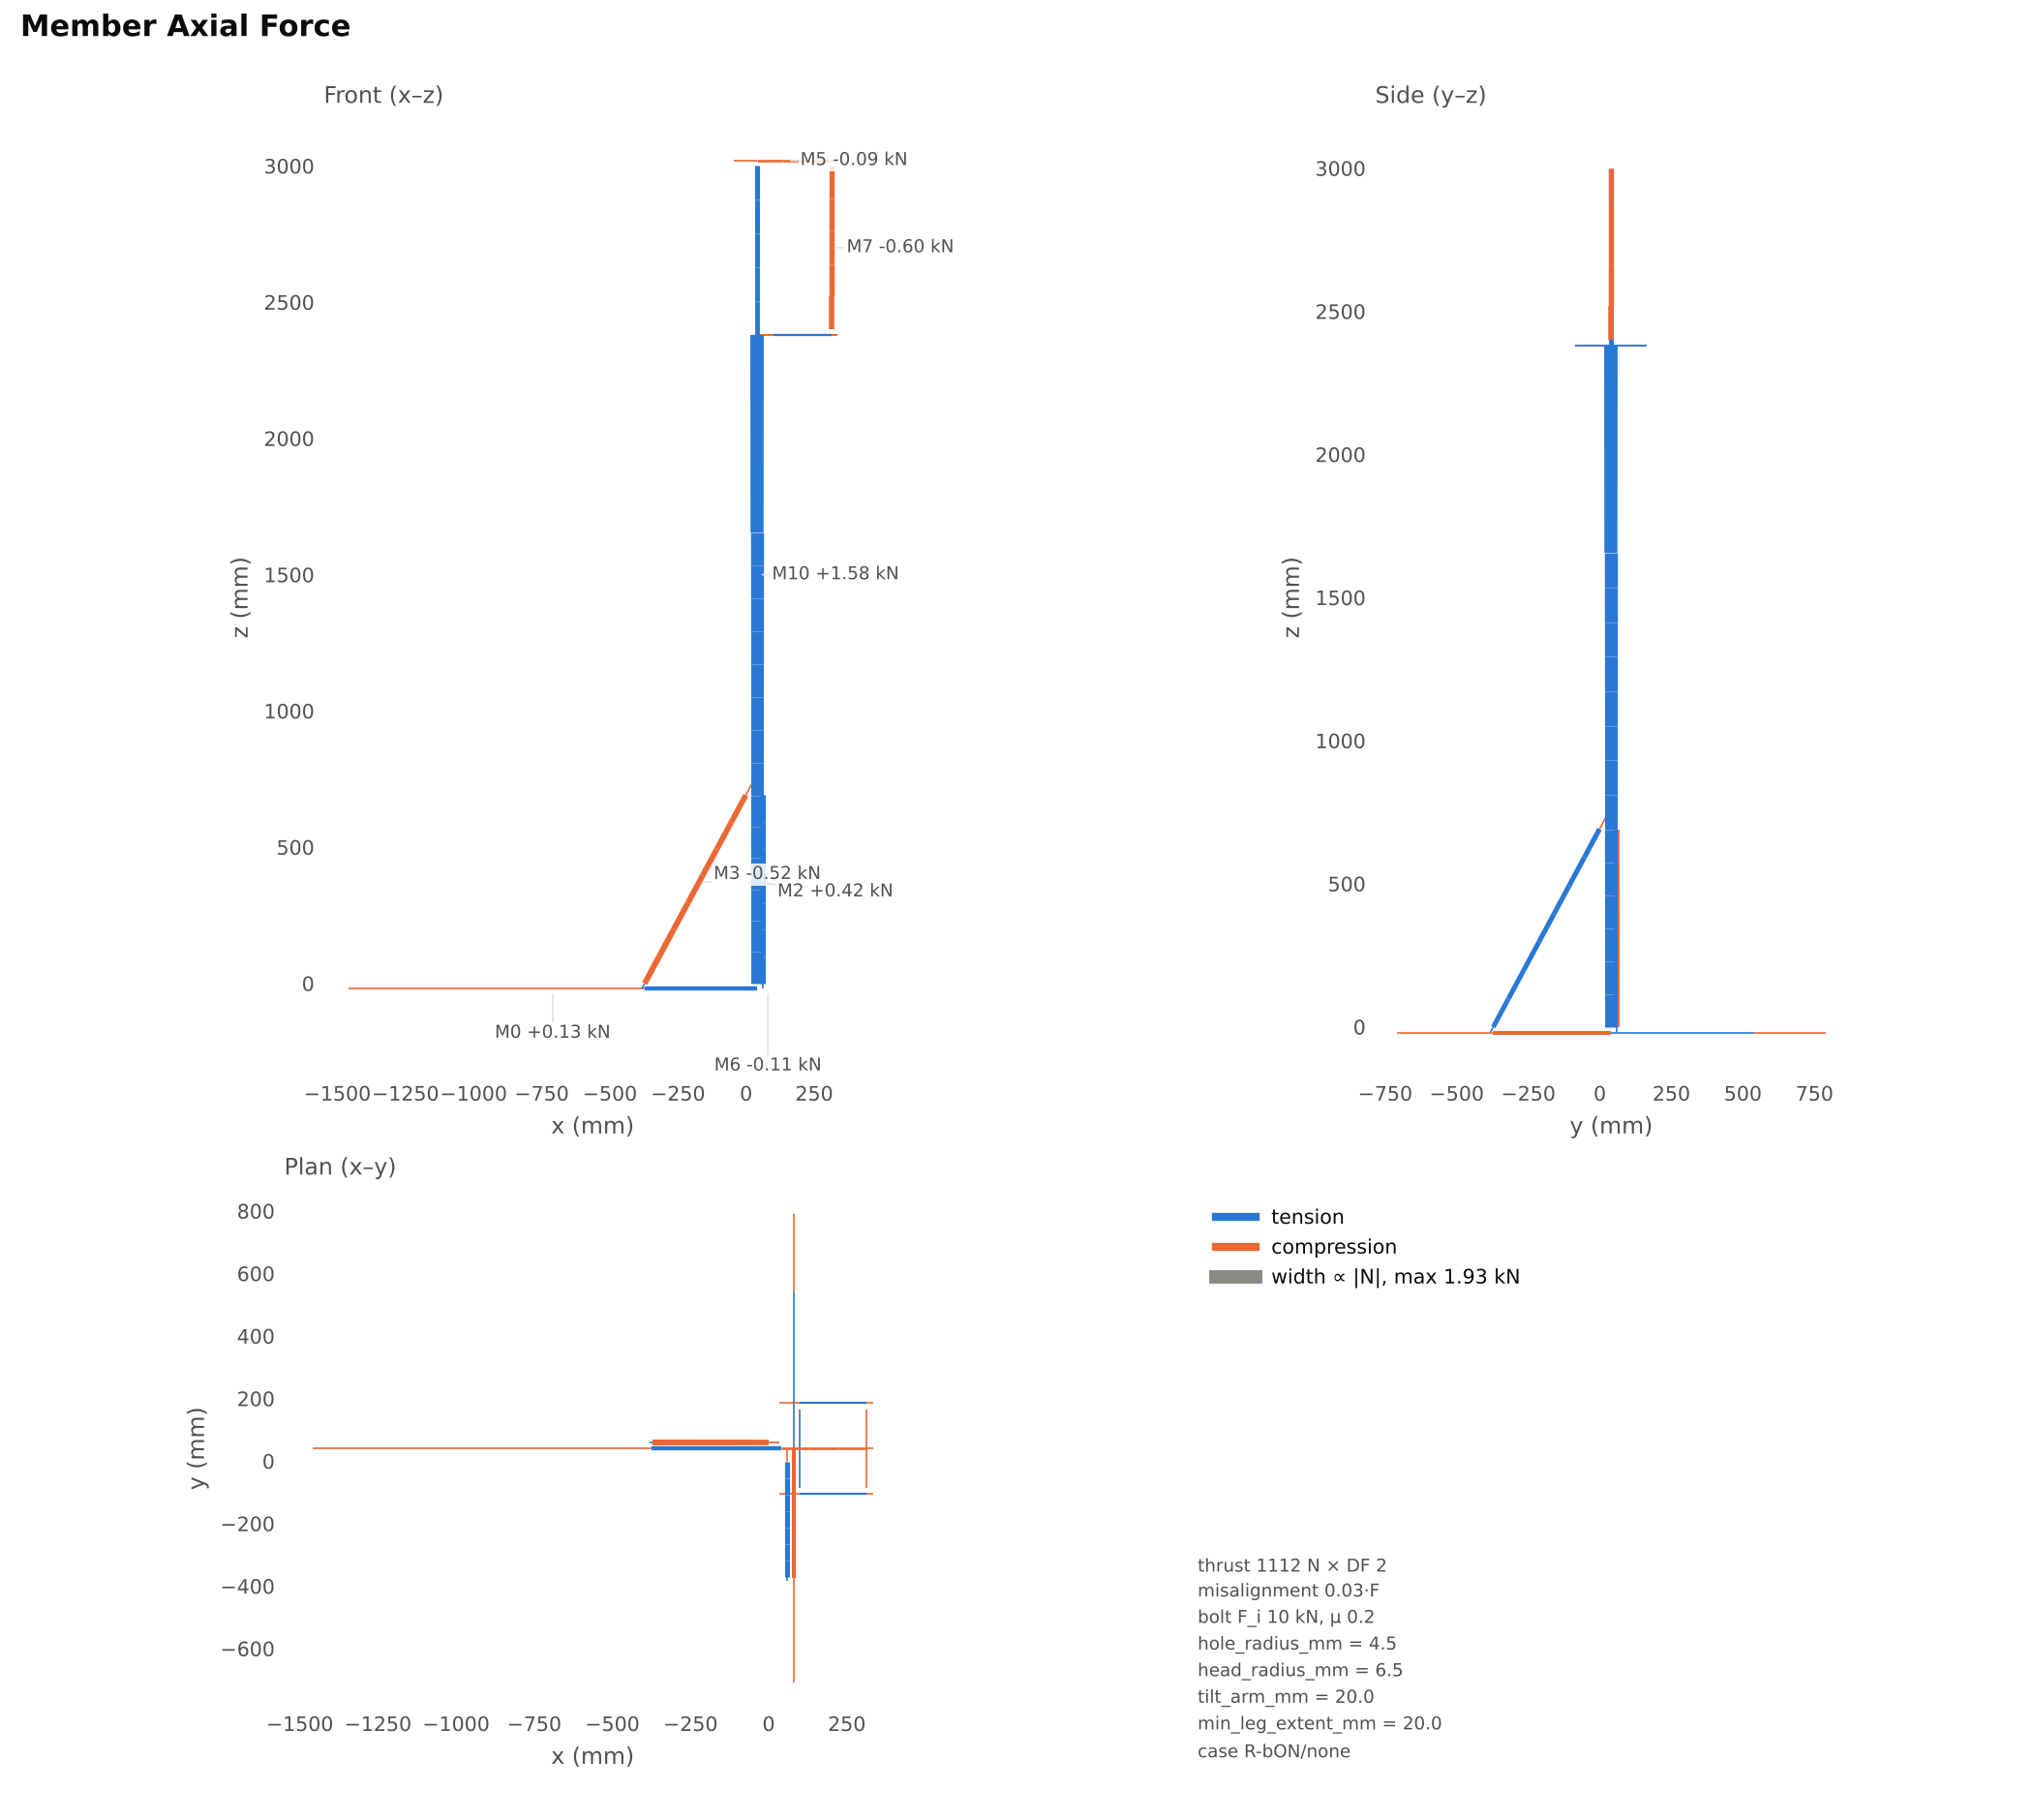 Member Axial Force
Front (x–z)
3000
2500
2000
1500
1000
500
0
z (mm)
M5 -0.09 kN
M7 -0.60 kN
M10 +1.58 kN
M3 -0.52 kN
M2 +0.42 kN
M0 +0.13 kN
M6 -0.11 kN
−1500 −1250 −1000 −750 −500 −250 0 250
x (mm)
Side (y–z)
3000
2500
2000
1500
1000
500
0
z (mm)
−750 −500 −250 0 250 500 750
y (mm)
Plan (x–y)
800
600
400
200
0
−200
−400
−600
y (mm)
−1500 −1250 −1000 −750 −500 −250 0 250
x (mm)
tension
compression
width ∝ |N|, max 1.93 kN
thrust 1112 N × DF 2
misalignment 0.03·F
bolt F_i 10 kN, μ 0.2
hole_radius_mm = 4.5
head_radius_mm = 6.5
tilt_arm_mm = 20.0
min_leg_extent_mm = 20.0
case R-bON/none